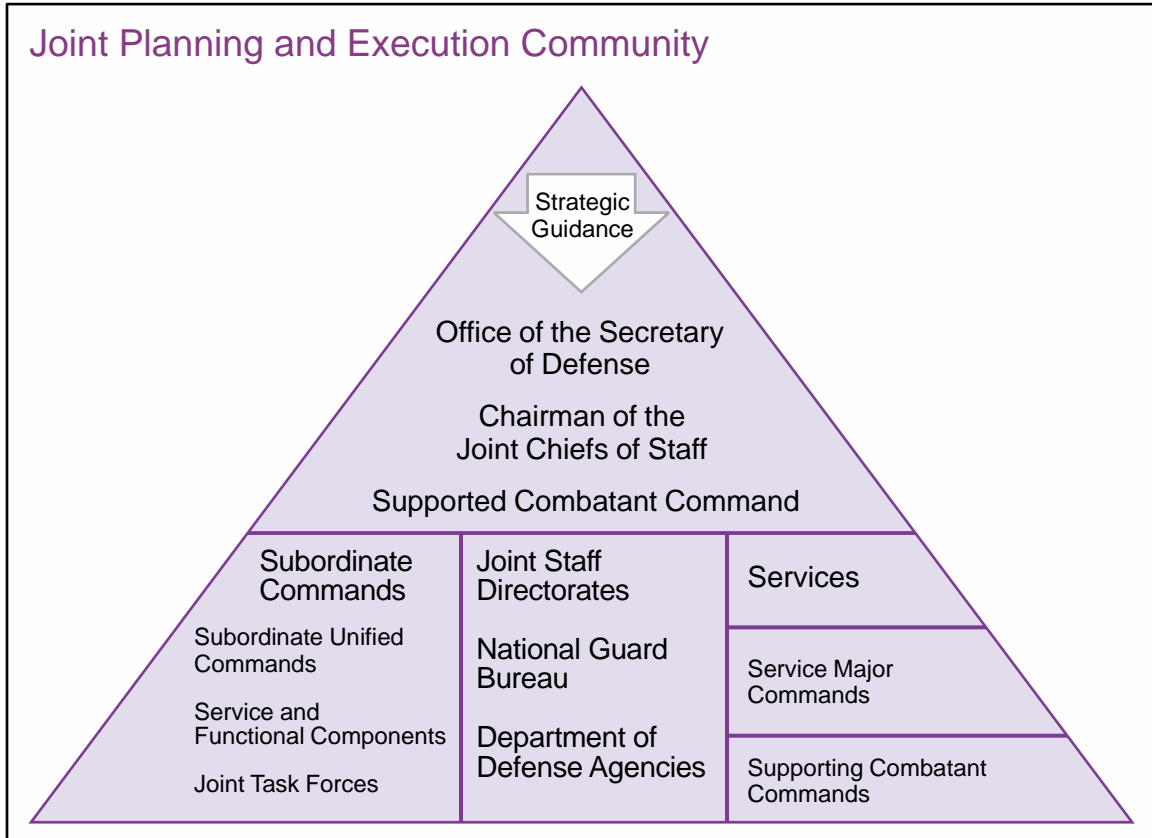 Joint Planning and Execution Community
Strategic
Guidance
Office of the Secretary
of Defense
Chairman of the
Joint Chiefs of Staff
Supported Combatant Command
Subordinate
Commands
Subordinate Unified
Commands
Service and
Functional Components
Joint Task Forces
Joint Staff
Directorates
National Guard
Bureau
Department of
Defense Agencies
Services
Service Major
Commands
Supporting Combatant
Commands